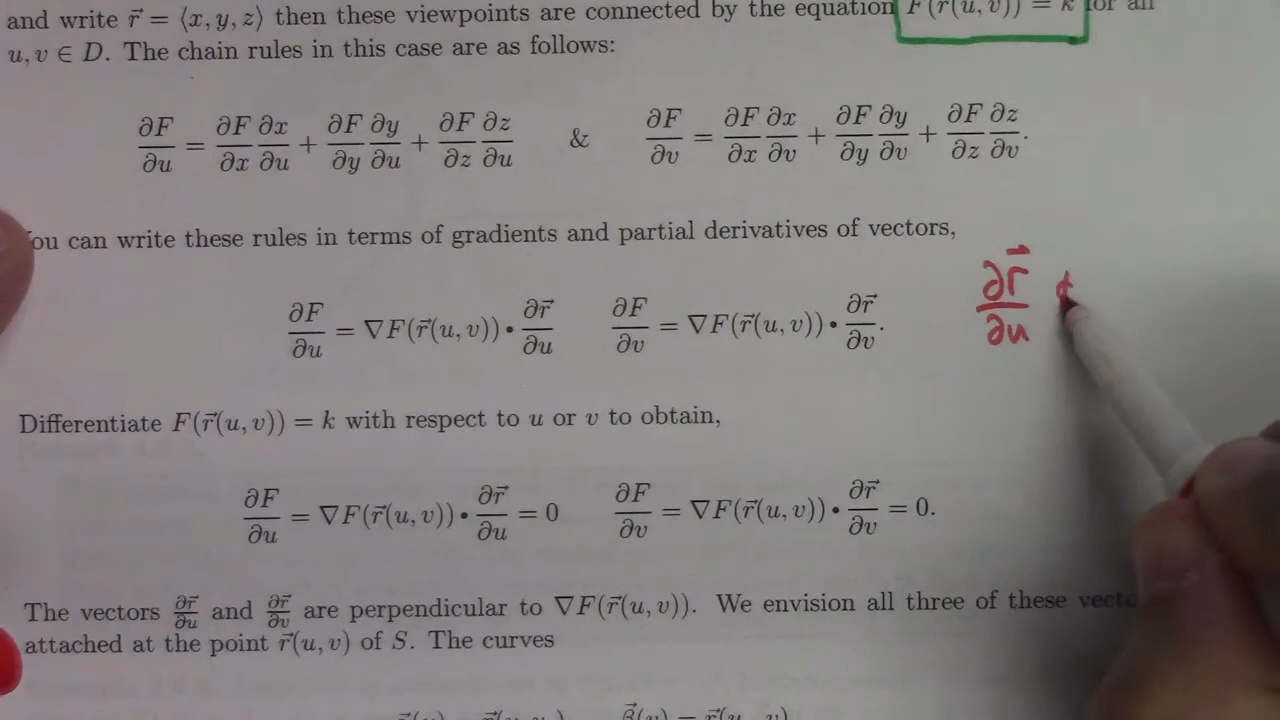 and write r⃗ = ⟨x, y, z⟩ then these viewpoints are connected by the equation F(r⃗(u, v)) = k for all
u, v ∈ D. The chain rules in this case are as follows:
∂F/∂u = ∂F/∂x ∂x/∂u + ∂F/∂y ∂y/∂u + ∂F/∂z ∂z/∂u & ∂F/∂v = ∂F/∂x ∂x/∂v + ∂F/∂y ∂y/∂v + ∂F/∂z ∂z/∂v.
ou can write these rules in terms of gradients and partial derivatives of vectors,
∂F/∂u = ∇F(r⃗(u, v)) • ∂r⃗/∂u ∂F/∂v = ∇F(r⃗(u, v)) • ∂r⃗/∂v.
∂r⃗/∂u
Differentiate F(r⃗(u, v)) = k with respect to u or v to obtain,
∂F/∂u = ∇F(r⃗(u, v)) • ∂r⃗/∂u = 0 ∂F/∂v = ∇F(r⃗(u, v)) • ∂r⃗/∂v = 0.
The vectors ∂r⃗/∂u and ∂r⃗/∂v are perpendicular to ∇F(r⃗(u, v)). We envision all three of these vecto
attached at the point r⃗(u, v) of S. The curves